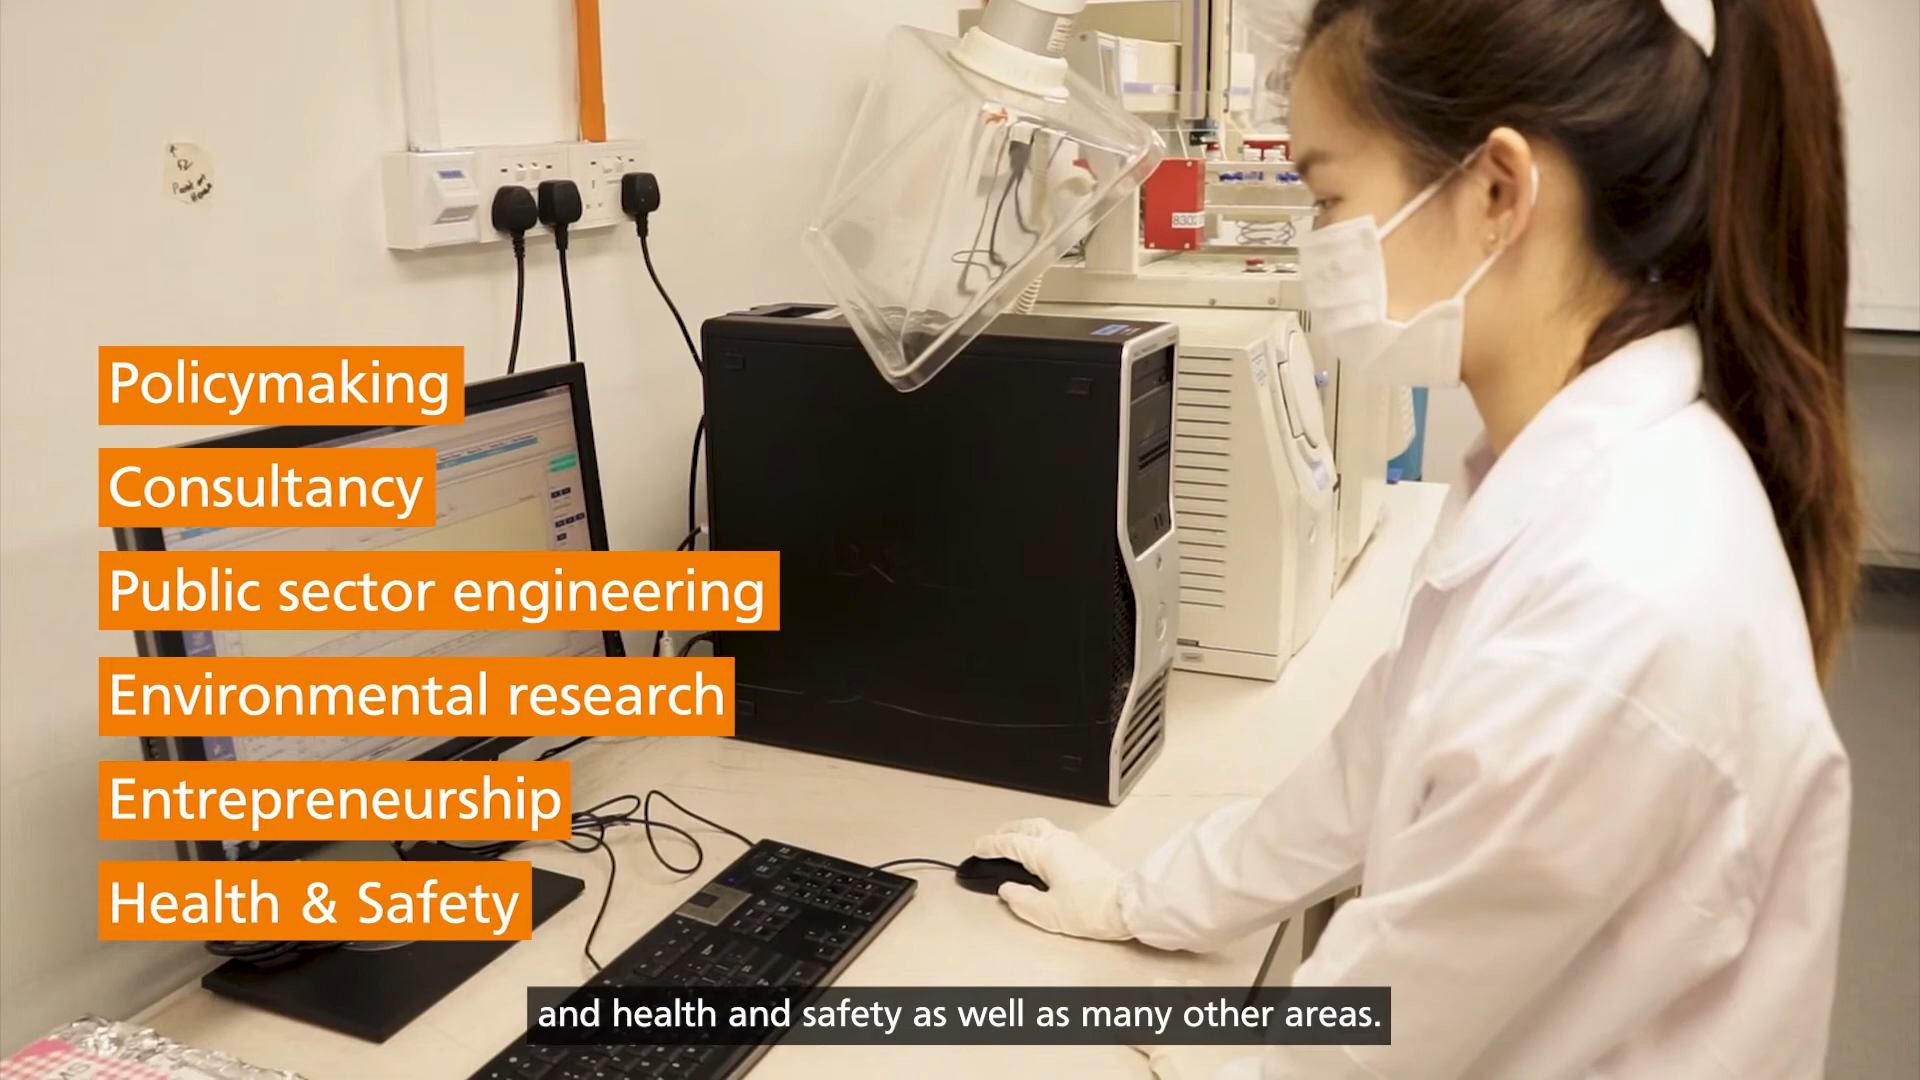 Policymaking
Consultancy
Public sector engineering
Environmental research
Entrepreneurship
Health & Safety
and health and safety as well as many other areas.